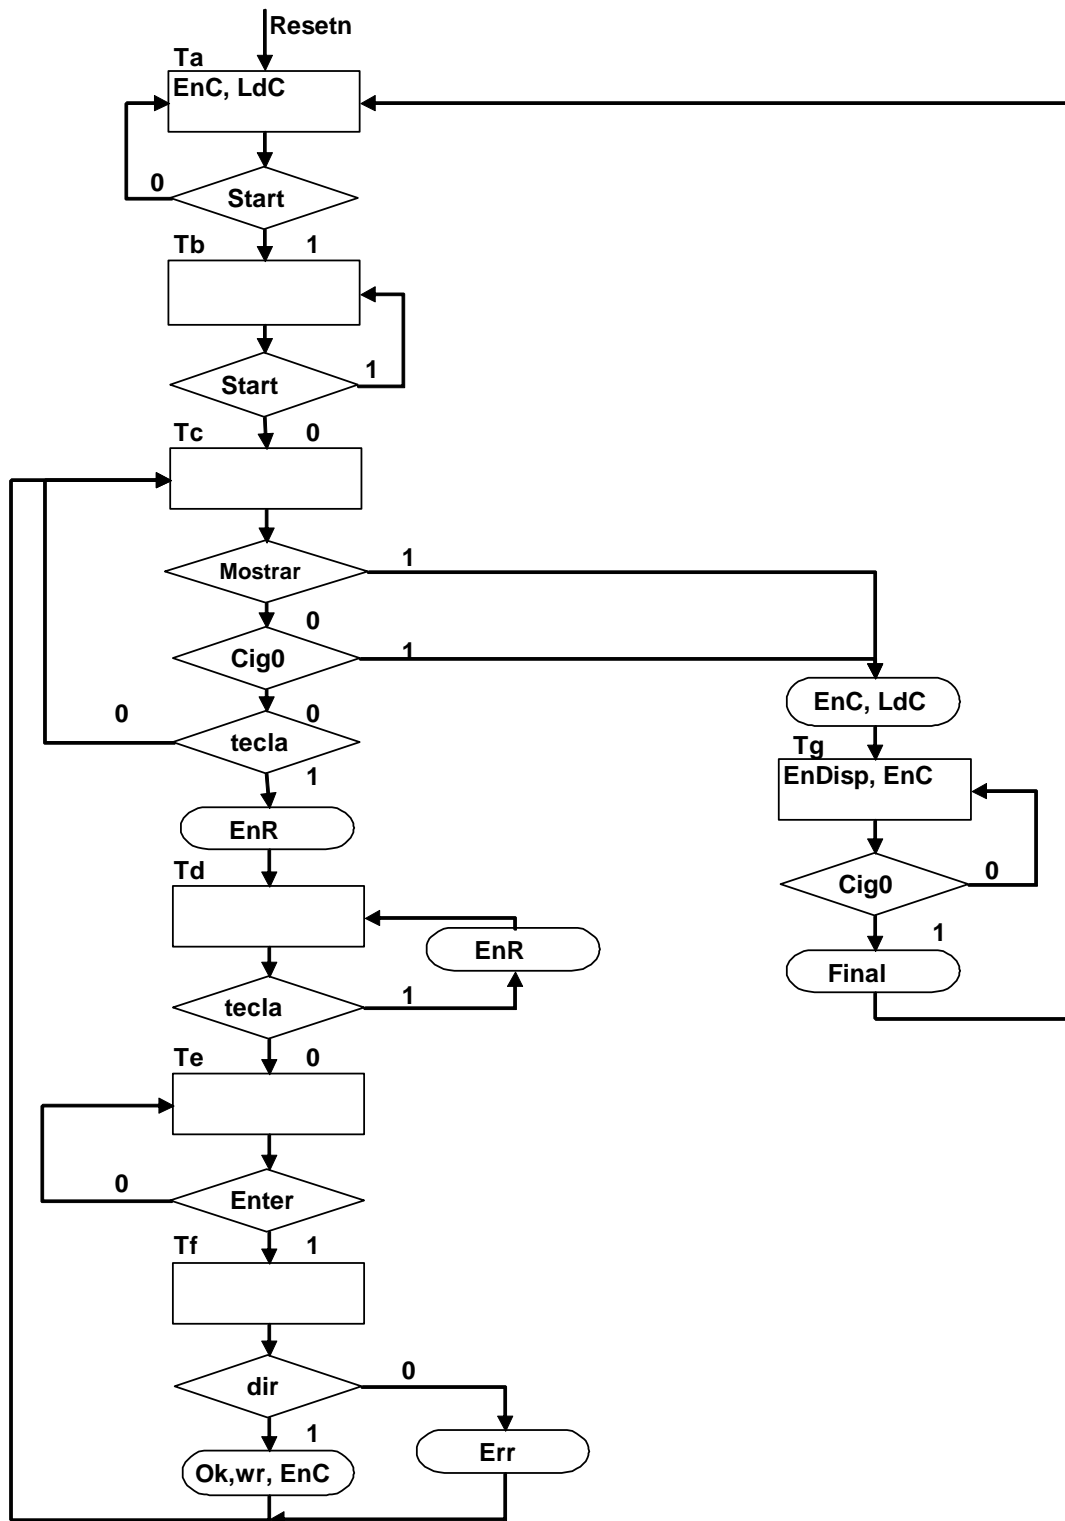 Resetn
Ta
EnC, LdC
0
Start
Tb
1
Start
1
Tc
0
Mostrar
1
0
Cig0
1
0
0
tecla
1
EnR
Td
EnR
tecla
1
Te
0
0
Enter
Tf
1
dir
0
1
Ok,wr, EnC
Err
EnC, LdC
Tg
EnDisp, EnC
Cig0
0
1
Final